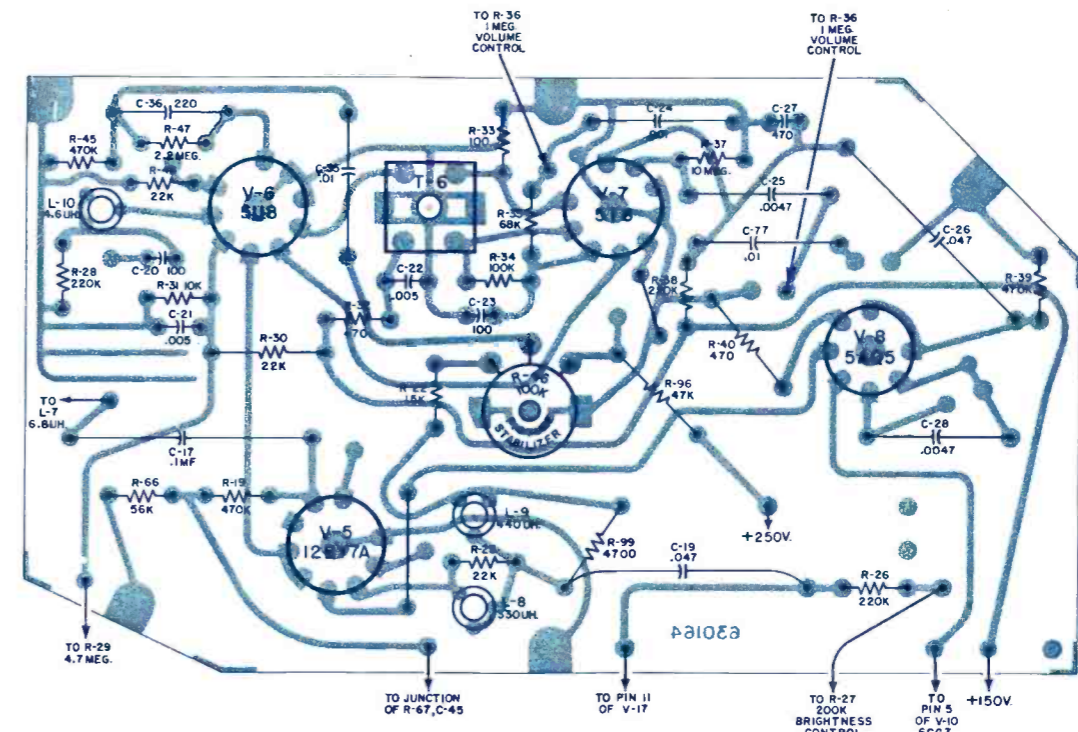 TO R-36
1 MEG
VOLUME
CONTROL
TO R-36
1 MEG
VOLUME
CONTROL
C-36 220
R-45
470K
R-47
2.2 MEG.
22K
L-10
4.6UH.
V-6
5U8
C-35
.01
R-33
100
T-6
R-35
68K
V-7
C-24
.001
C-27
470
R-37
10 MEG.
C-25
.0047
C-77
.01
C-26
.047
R-39
470K
R-28
220K
C-20 100
R-31 10K
C-21
.005
C-22
.005
R-34
100K
C-23
100
R-38
220K
R-40
470
V-8
R-30
22K
R-22
15K
100K
STABILIZER
R-96
47K
C-28
.0047
TO
L-7
6.8UH.
C-17
.1MF
R-66
56K
R-19
470K
V-5
L-9
440UH.
R-99
4700
22K
L-8
330UH.
+250V.
C-19
.047
R-26
220K
630164
TO R-29
4.7 MEG.
TO JUNCTION
OF R-67, C-45
TO PIN 11
OF V-17
TO R-27
200K
BRIGHTNESS
CONTROL
TO
PIN 5
OF V-10
+150V.